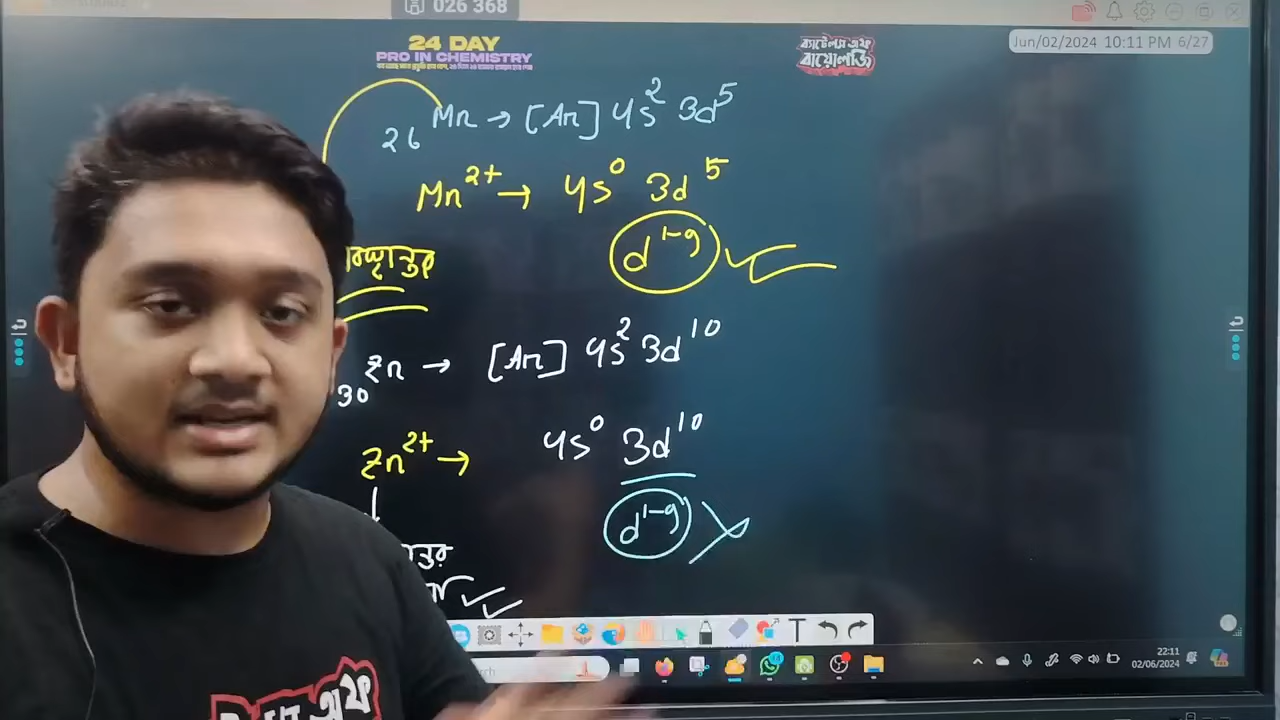 026 368
24 DAY
PRO IN CHEMISTRY
ব্যাটেলস অফ
বায়োলজি
Jun/02/2024 10:11 PM 6/27
26 Mn → [Ar] 4s² 3d⁵
Mn²⁺ → 4s⁰ 3d⁵
d¹⁻⁹
30 Zn → [Ar] 4s² 3d¹⁰
Zn²⁺ → 4s⁰ 3d¹⁰
d¹⁻⁹
T
22:11
02/06/2024